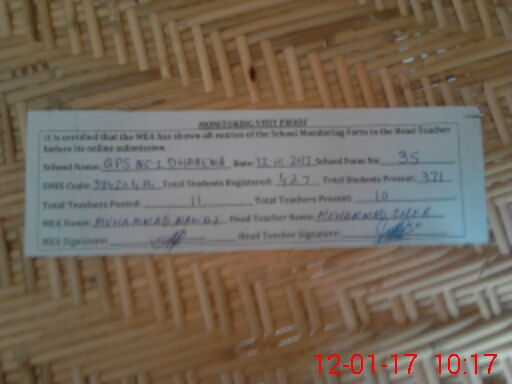 MONITORING VISIT PROOF
It is certified that the MEA has shown all entries of the School Monitoring Form to the Head Teacher
before its online submission.
School Name: GPS NO 1 Date: 12-01-2017 School Form No: 35
EMIS Code: Total Students Registered: 427 Total Students Present: 371
Total Teachers Posted: 11 Total Teachers Present: 10
MEA Name: MUHAMMAD Head Teacher Name: MUHAMMAD SHER
MEA Signature: Head Teacher Signature:
12-01-17 10:17